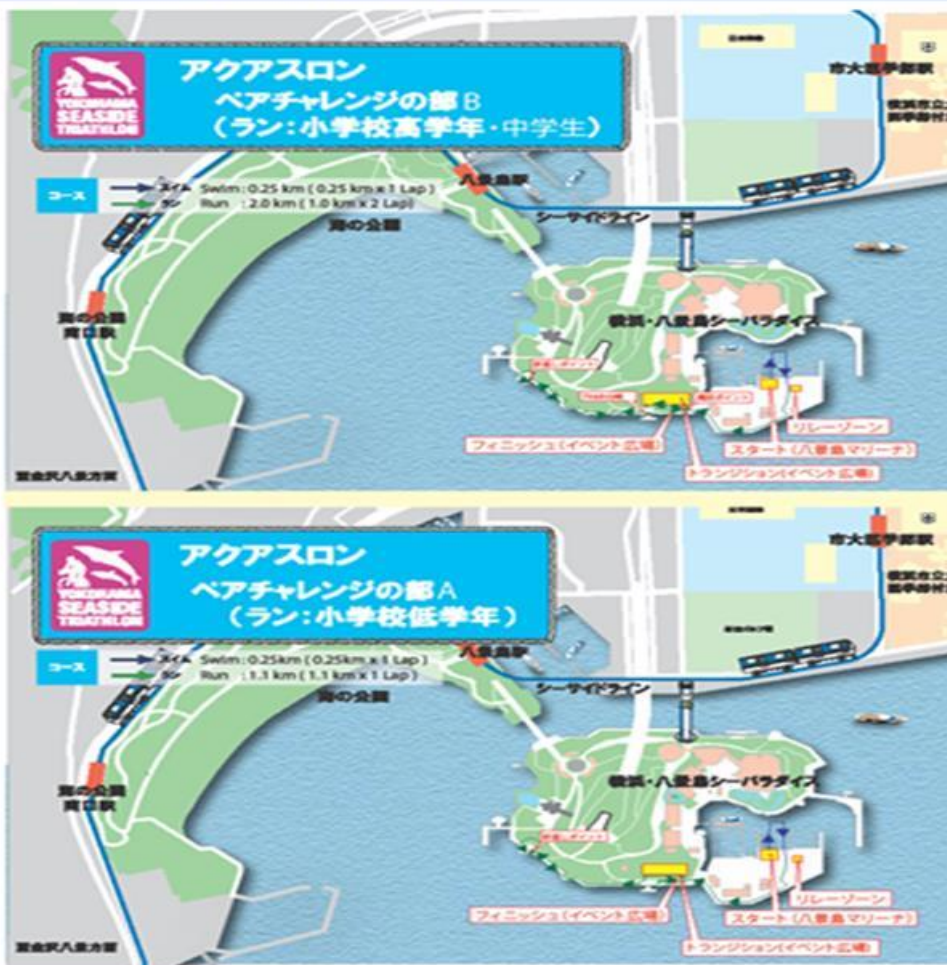 YOKOHAMA
SEASIDE
TRIATHLON
アクアスロン
ペアチャレンジの部B
(ラン:小学校高学年・中学生)
市大医学部駅
コース
スイム Swim : 0.25 km ( 0.25 km x 1 Lap )
ラン Run : 2.0 km ( 1.0 km x 2 Lap)
八景島駅
シーサイドライン
海の公園
海の公園
南口駅
横浜・八景島シーパラダイス
リレーゾーン
フィニッシュ(イベント広場)
スタート(八景島マリーナ)
トランジション(イベント広場)
至金沢八景方面
YOKOHAMA
SEASIDE
TRIATHLON
アクアスロン
ペアチャレンジの部A
(ラン:小学校低学年)
市大医学部駅
コース
スイム Swim : 0.25km ( 0.25km x 1 Lap )
ラン Run : 1.1 km ( 1.1 km x 1 Lap )
八景島駅
シーサイドライン
海の公園
海の公園
南口駅
横浜・八景島シーパラダイス
リレーゾーン
フィニッシュ(イベント広場)
スタート(八景島マリーナ)
トランジション(イベント広場)
至金沢八景方面